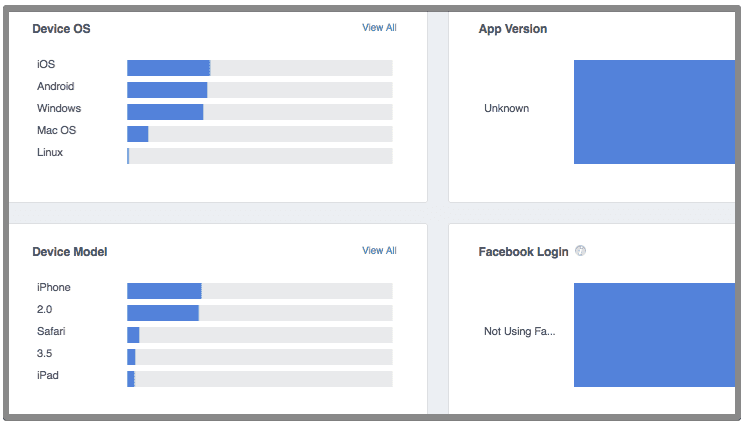 Device OS
View All
iOS
Android
Windows
Mac OS
Linux
App Version
Unknown
Device Model
View All
iPhone
2.0
Safari
3.5
iPad
Facebook Login
Not Using Fa...